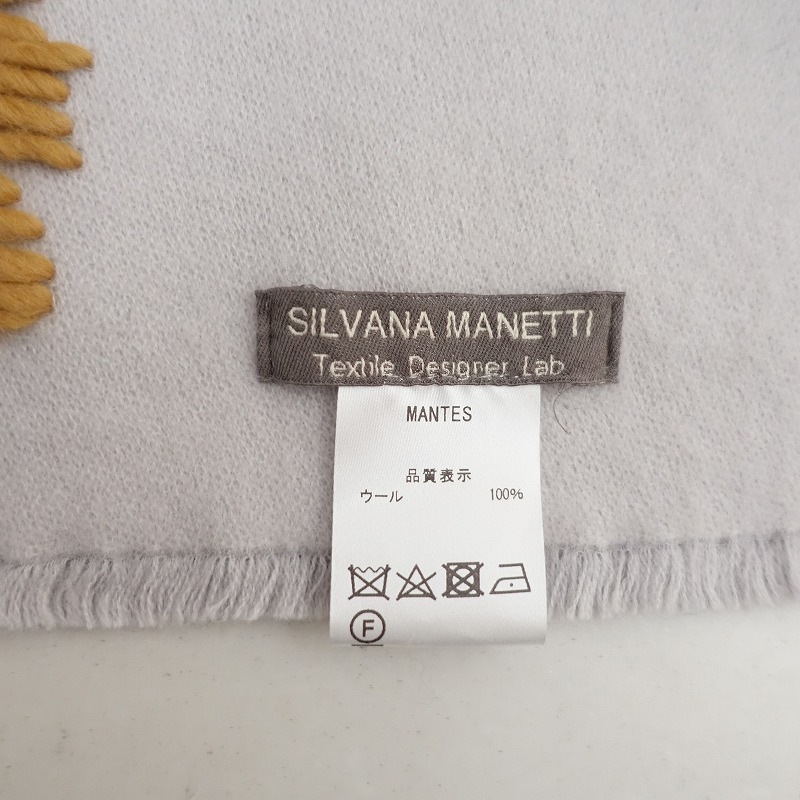 SILVANA MANETTI
Textile Designer Lab
MANTES
品質表示
ウール 100%
F